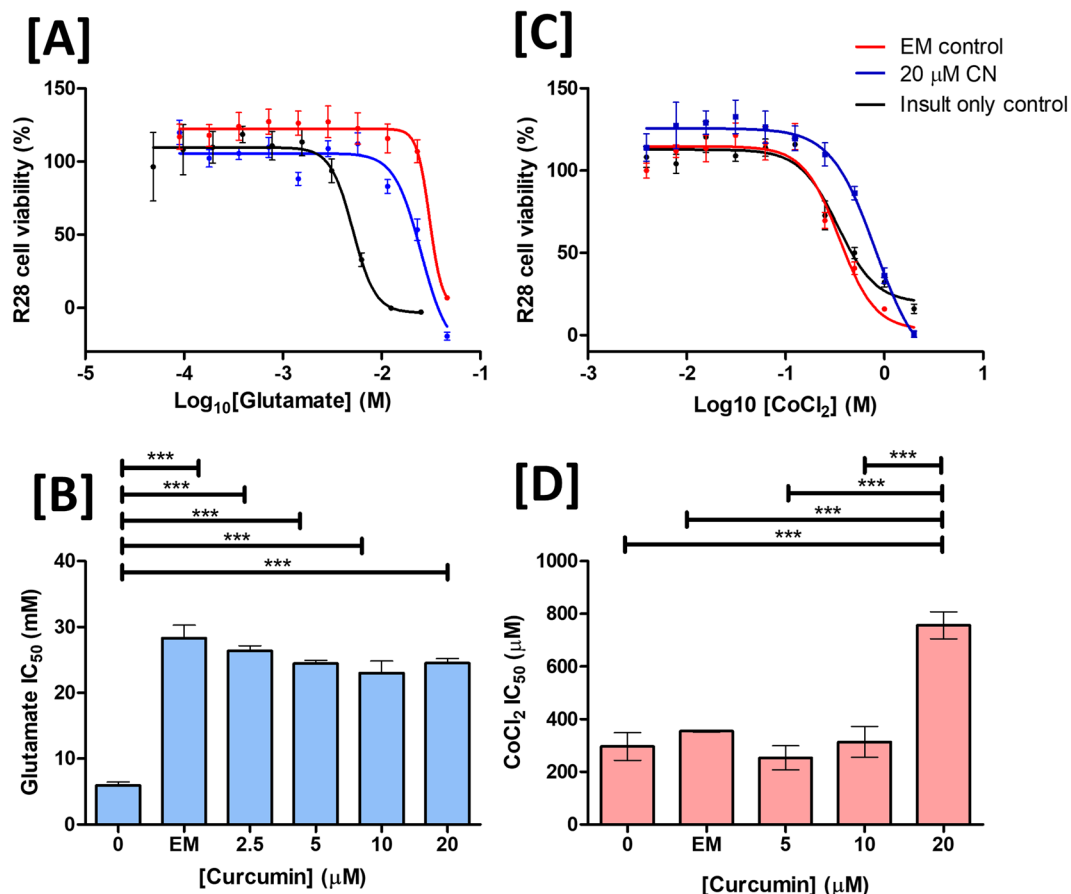 [A]
[C]
EM control
20 μM CN
Insult only control
R28 cell viability (%)
150
100
50
0
-5
-4
-3
-2
-1
Log₁₀[Glutamate] (M)
R28 cell viability (%)
150
100
50
0
-3
-2
-1
0
1
Log10 [CoCl₂] (M)
[B]
***
***
***
***
***
Glutamate IC₅₀ (mM)
40
30
20
10
0
0
EM
2.5
5
10
20
[Curcumin] (μM)
[D]
***
***
***
***
CoCl₂ IC₅₀ (μM)
1000
800
600
400
200
0
0
EM
5
10
20
[Curcumin] (μM)